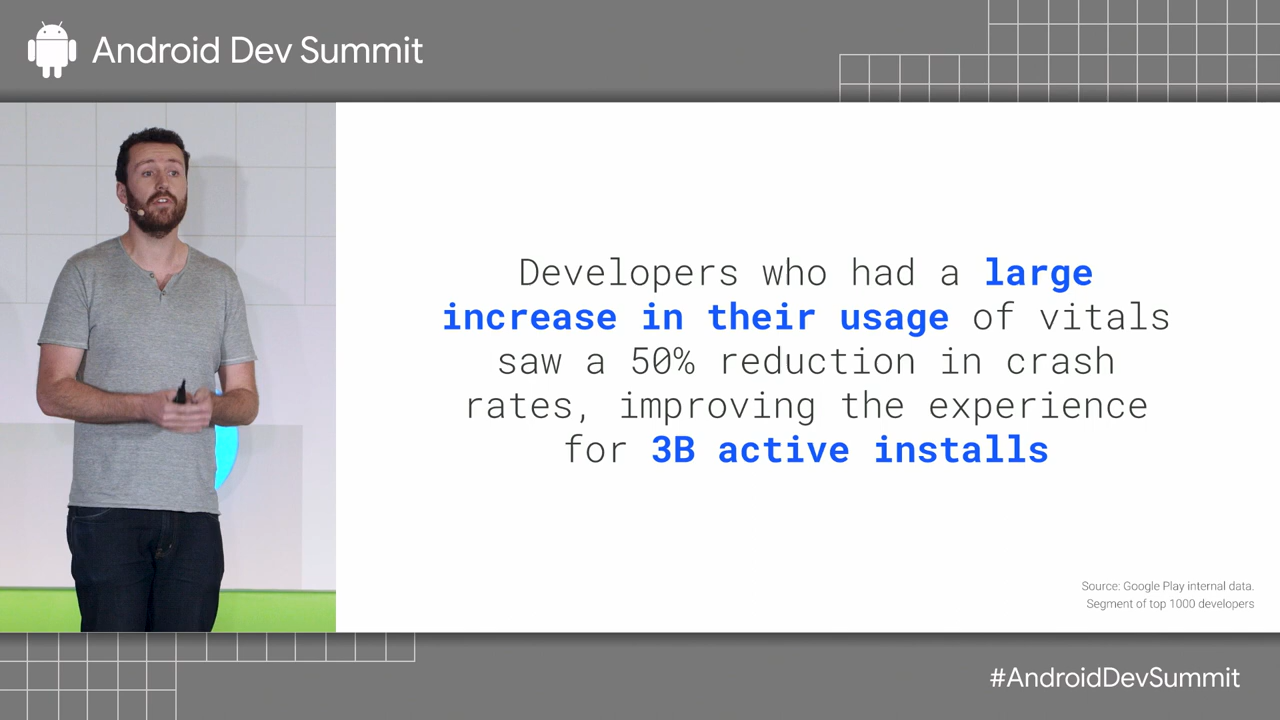 Android Dev Summit
Developers who had a large
increase in their usage of vitals
saw a 50% reduction in crash
rates, improving the experience
for 3B active installs
Source: Google Play internal data.
Segment of top 1000 developers
#AndroidDevSummit